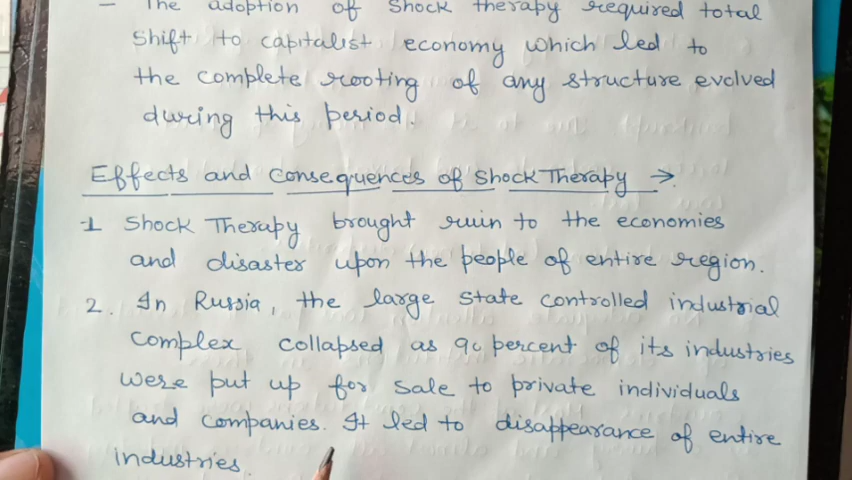 - The adoption of Shock therapy required total
shift to capitalist economy which led to
the complete rooting of any structure evolved
during this period.
Effects and Consequences of Shock Therapy →
1 Shock Therapy brought ruin to the economies
and disaster upon the people of entire region.
2. In Russia, the large state controlled industrial
complex collapsed as 90 percent of its industries
were put up for sale to private individuals
and companies. It led to disappearance of entire
industries.